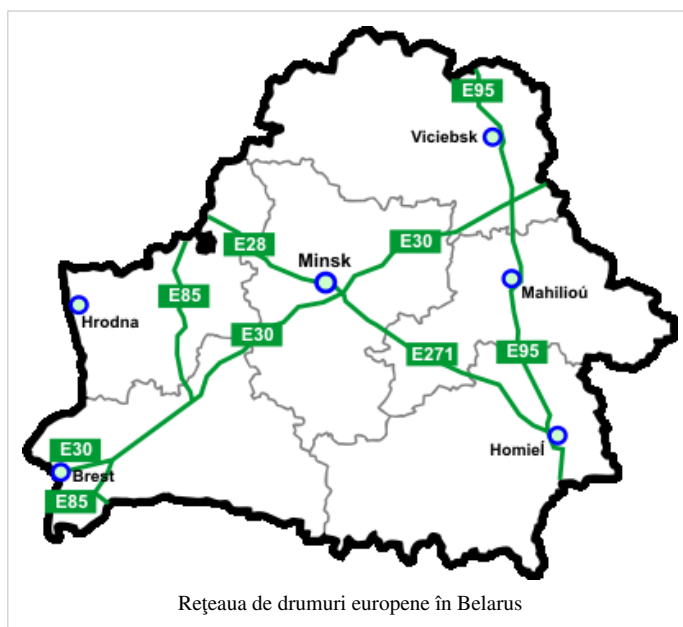 E95
Viciebsk
E28
E30
Minsk
E85
Mahilioú
Hrodna
E30
E271
E95
E30
Homieĺ
Brest
E85
Reţeaua de drumuri europene în Belarus